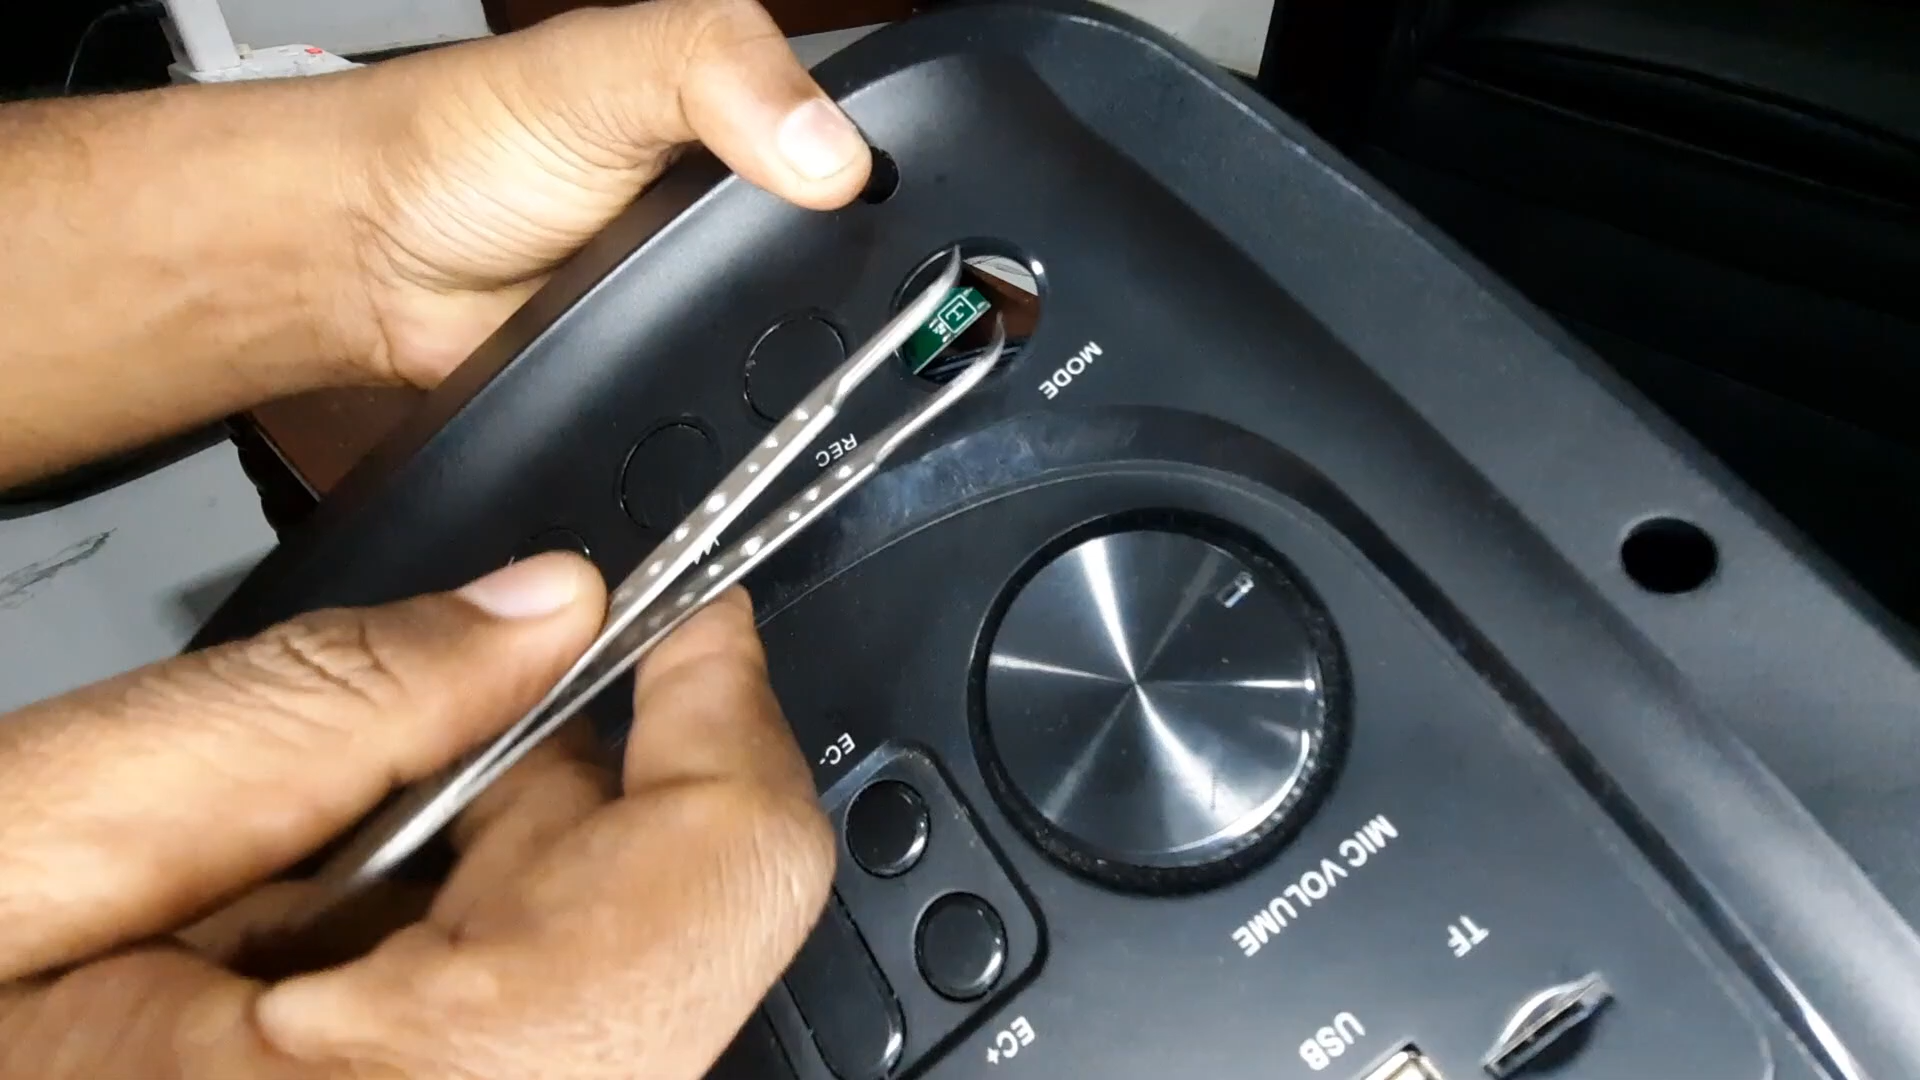 MODE
REC
EC-
MIC VOLUME
TF
EC+
USB